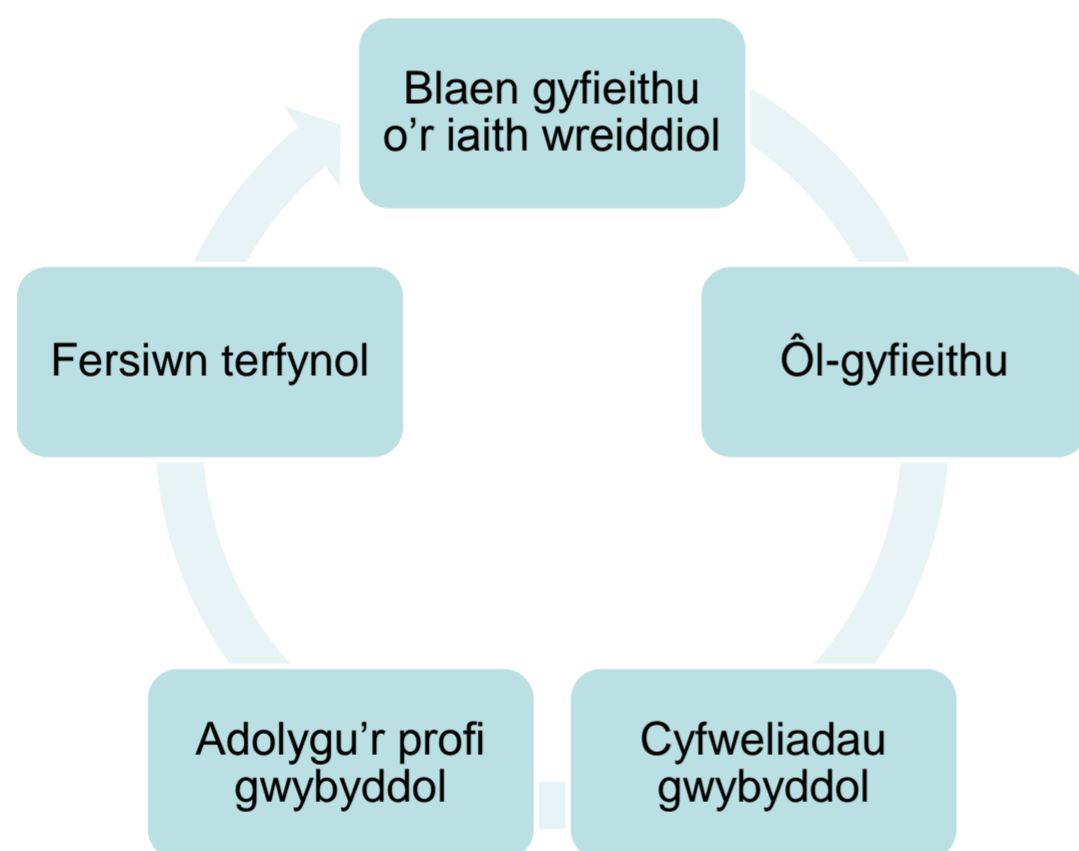 Blaen gyfieithu
o’r iaith wreiddiol
Ôl-gyfieithu
Cyfweliadau
gwybyddol
Adolygu’r profi
gwybyddol
Fersiwn terfynol